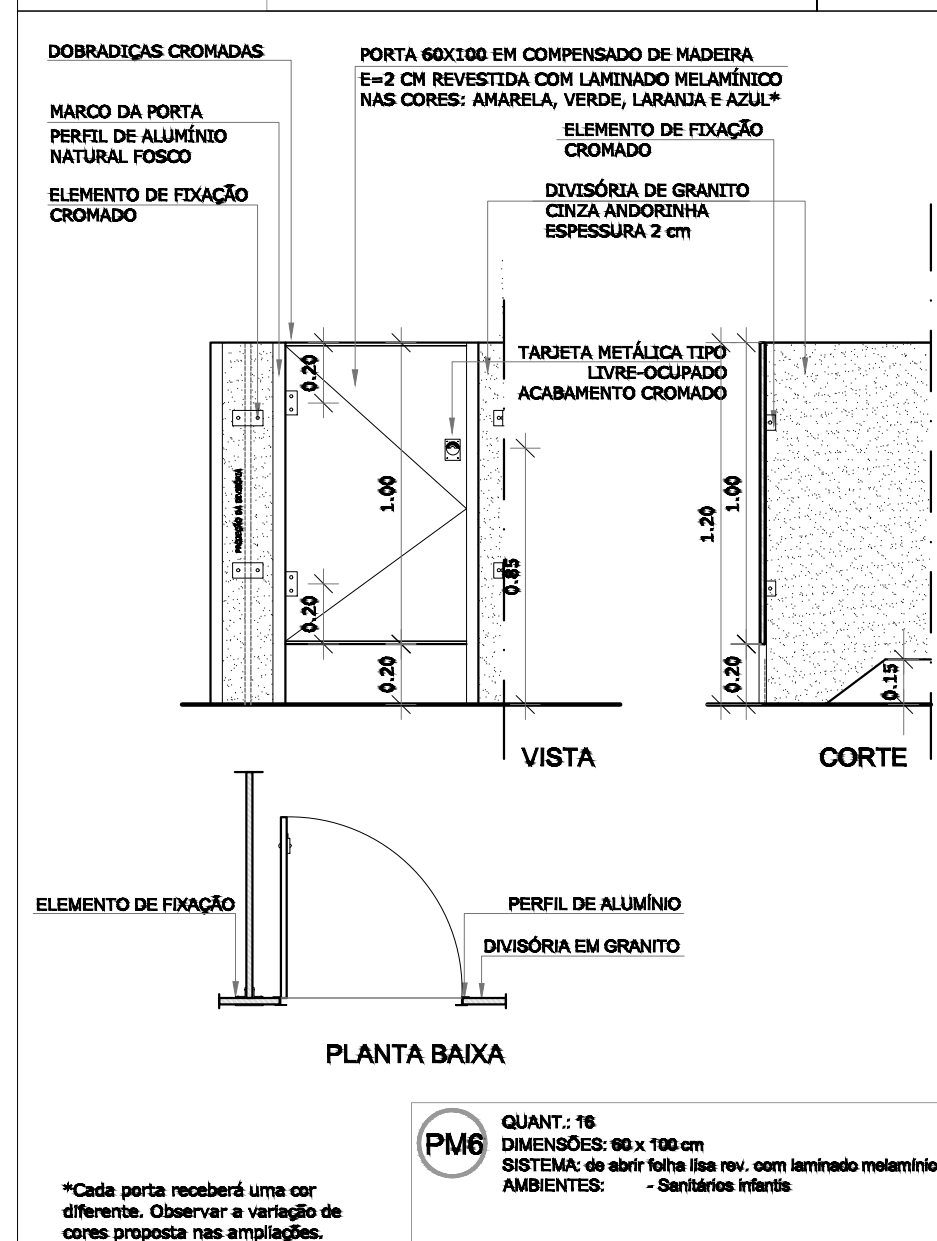 DOBRADIÇAS CROMADAS
PORTA 60X100 EM COMPENSADO DE MADEIRA
E=2 CM REVESTIDA COM LAMINADO MELAMÍNICO
NAS CORES: AMARELA, VERDE, LARANJA E AZUL*
MARCO DA PORTA
PERFIL DE ALUMÍNIO
NATURAL FOSCO
ELEMENTO DE FIXAÇÃO
CROMADO
ELEMENTO DE FIXAÇÃO
CROMADO
DIVISÓRIA DE GRANITO
CINZA ANDORINHA
ESPESSURA 2 cm
TARJETA METÁLICA TIPO
LIVRE-OCUPADO
ACABAMENTO CROMADO
0.20
1.00
PROJEÇÃO DA DIVISÓRIA
0.20
0.20
0.85
1.20
1.00
0.20
0.15
VISTA
CORTE
ELEMENTO DE FIXAÇÃO
PERFIL DE ALUMÍNIO
DIVISÓRIA EM GRANITO
PLANTA BAIXA
PM6
QUANT.: 16
DIMENSÕES: 60 x 100 cm
SISTEMA: de abrir folha lisa rev. com laminado melamínico
AMBIENTES: - Sanitários infantis
*Cada porta receberá uma cor
diferente. Observar a variação de
cores proposta nas ampliações.